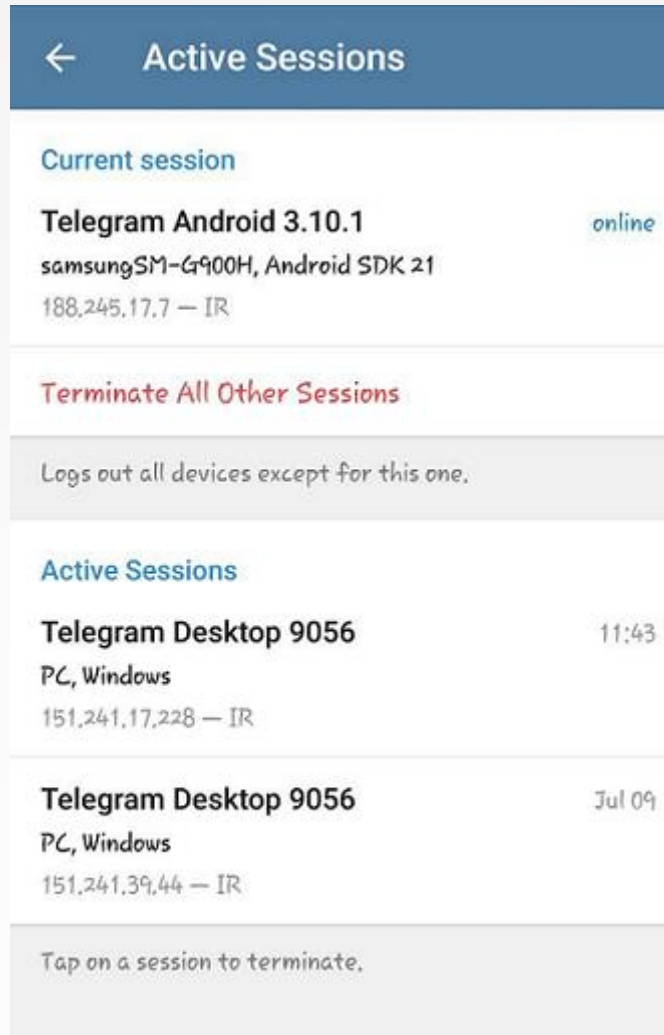 Active Sessions
Current session
Telegram Android 3.10.1 online
samsungSM-G900H, Android SDK 21
188.245.17.7 — IR
Terminate All Other Sessions
Logs out all devices except for this one.
Active Sessions
Telegram Desktop 9056 11:43
PC, Windows
151.241.17.228 — IR
Telegram Desktop 9056 Jul 09
PC, Windows
151.241.39.44 — IR
Tap on a session to terminate.